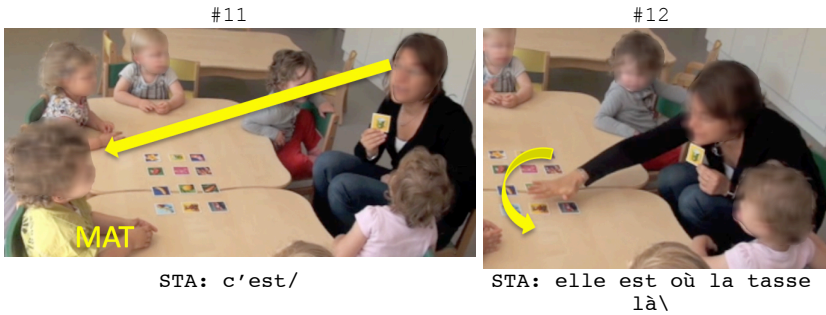 #11
#12
MAT
STA: c'est/
STA: elle est où la tasse
là\